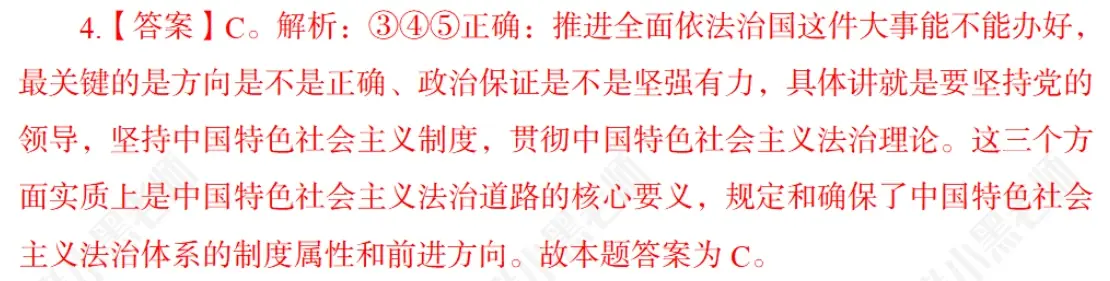 4.【答案】C。解析：③④⑤正确：推进全面依法治国这件大事能不能办好，
最关键的是方向是不是正确、政治保证是不是坚强有力，具体讲就是要坚持党的
领导，坚持中国特色社会主义制度，贯彻中国特色社会主义法治理论。这三个方
面实质上是中国特色社会主义法治道路的核心要义，规定和确保了中国特色社会
主义法治体系的制度属性和前进方向。故本题答案为 C。